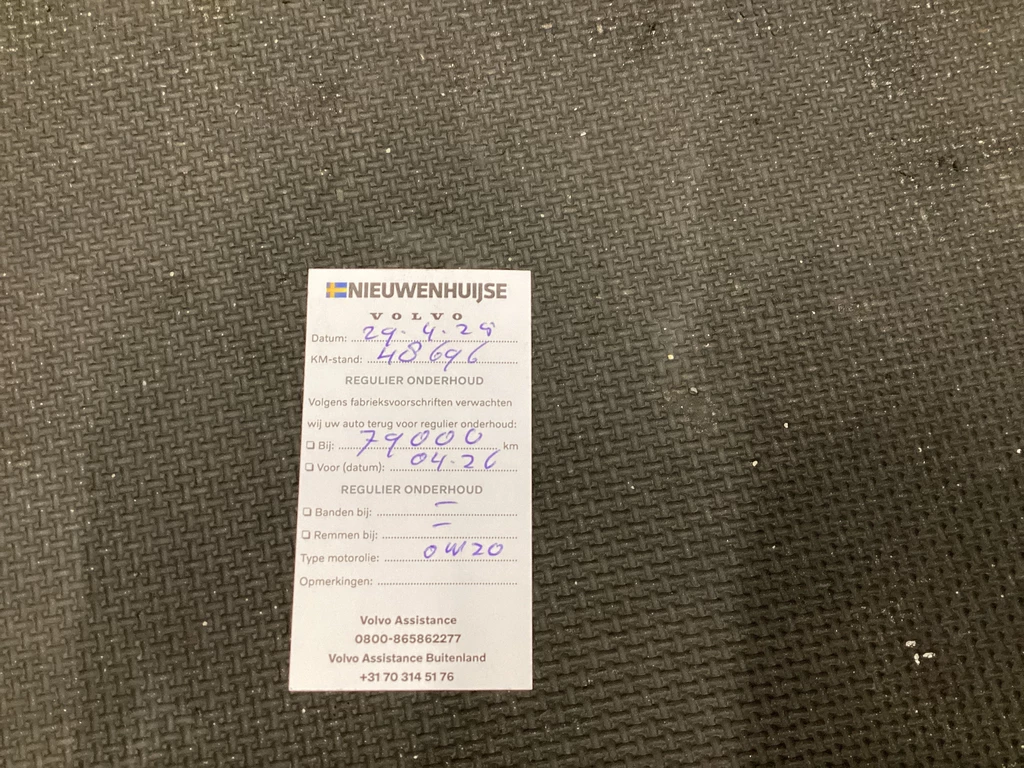 NIEUWENHUIJSE
VOLVO
Datum: 29.4.25
KM-stand: 48696
REGULIER ONDERHOUD
Volgens fabrieksvoorschriften verwachten
wij uw auto terug voor regulier onderhoud:
❏ Bij: 79000 km
❏ Voor (datum): 04.26
REGULIER ONDERHOUD
❏ Banden bij: –
❏ Remmen bij: –
Type motorolie: 0W20
Opmerkingen:
Volvo Assistance
0800-865862277
Volvo Assistance Buitenland
+31 70 314 51 76